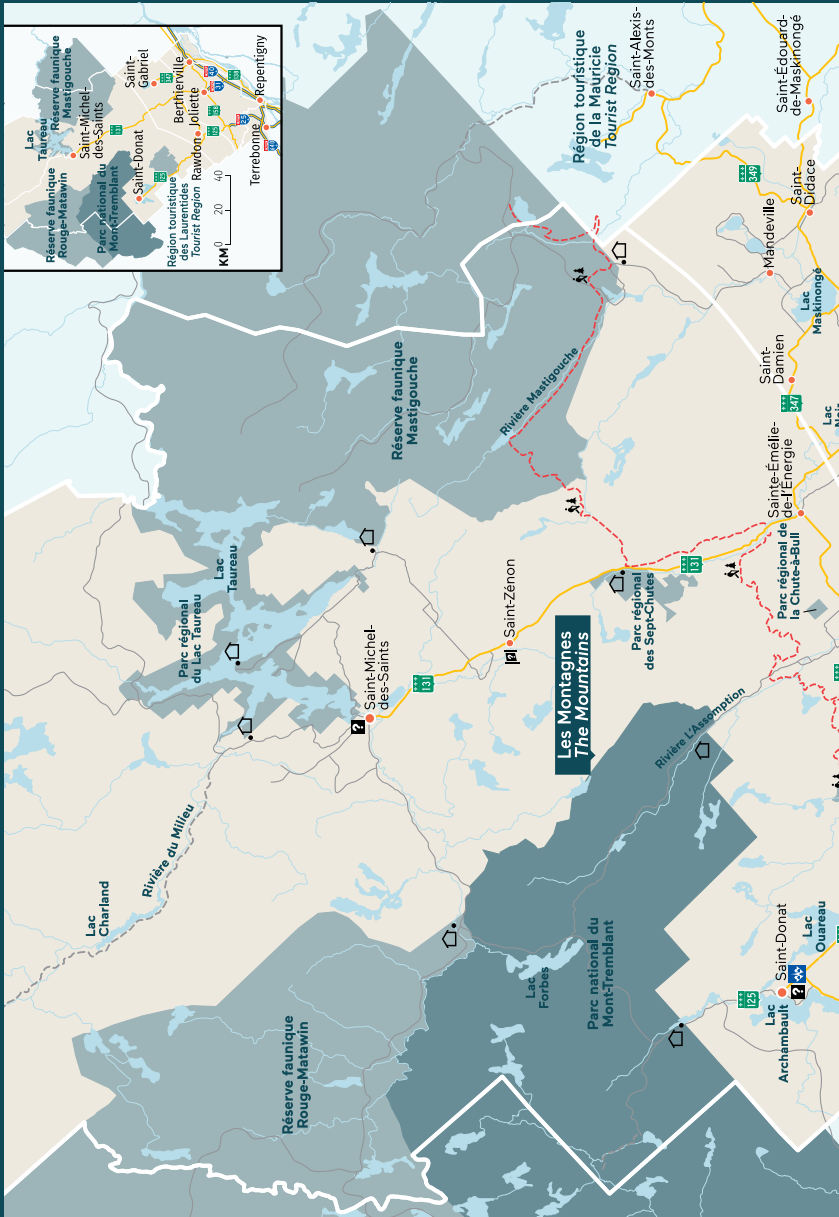 Lac
Taureau
Réserve faunique
Mastigouche
Saint-Michel-
des-Saints
Saint-
Gabriel
Réserve faunique
Rouge-Matawin
Parc national du
Mont-Tremblant
Saint-Donat
Berthierville
Joliette
Rawdon
Repentigny
Terrebonne
131
125
25
31
40
Région touristique
des Laurentides
Tourist Region
KM
0
20
40
Région touristique
de la Mauricie
Tourist Region
Saint-Alexis-
des-Monts
Saint-Édouard-
de-Maskinongé
349
Saint-
Didace
Mandeville
Lac
Maskinongé
Saint-
Damien
347
Lac
Réserve faunique
Mastigouche
Rivière Mastigouche
Sainte-Émélie-
de-l'Énergie
Parc régional de
la Chute-à-Bull
131
Parc régional
des Sept-Chutes
Saint-Zénon
Lac
Taureau
Parc régional
du Lac Taureau
?
Saint-Michel-
des-Saints
131
Les Montagnes
The Mountains
Rivière L'Assomption
Rivière du Milieu
Lac
Charland
Lac
Forbes
Parc national du
Mont-Tremblant
Réserve faunique
Rouge-Matawin
Saint-Donat
?
125
Lac
Archambault
Lac
Ouareau